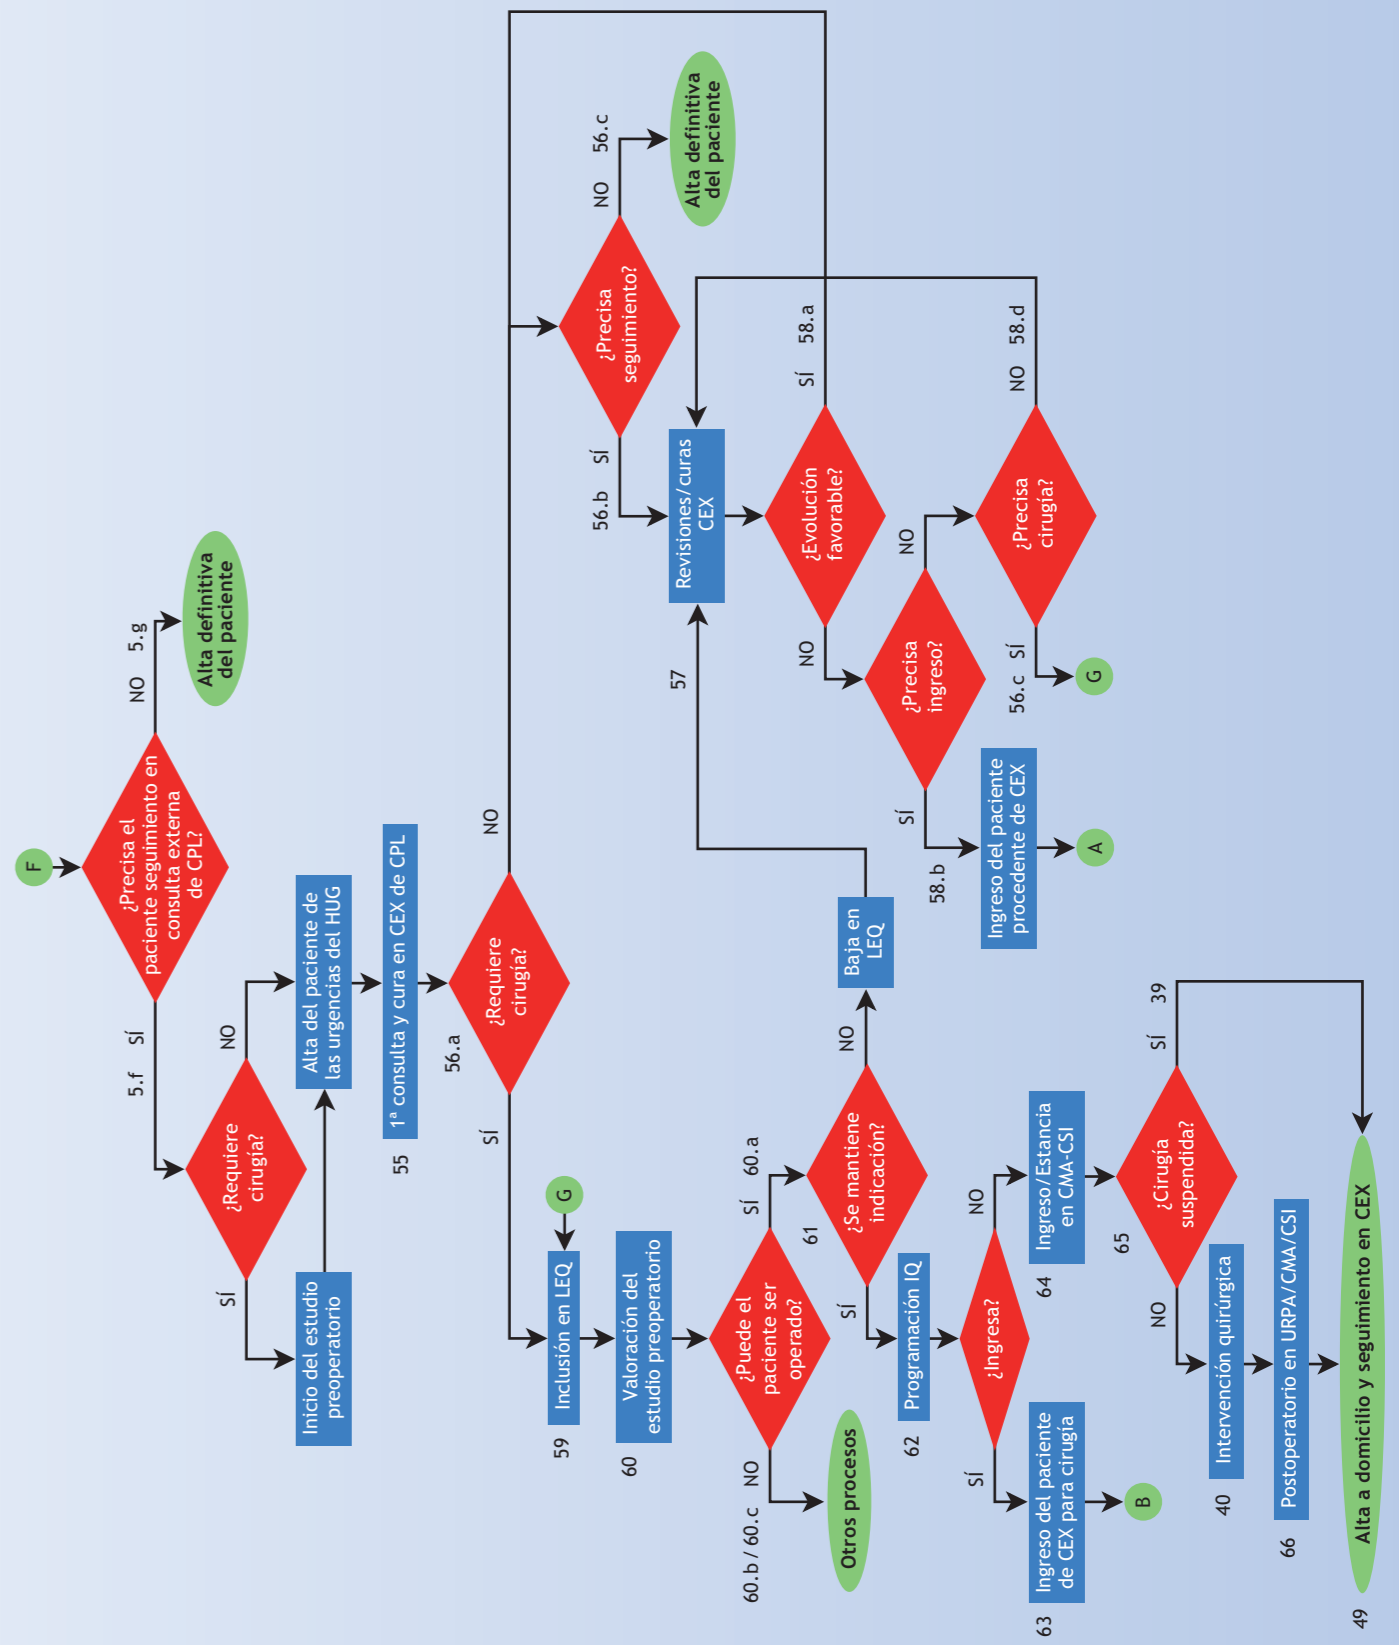 F
¿Precisa el
paciente seguimiento en
consulta externa
de CPL?
SÍ
5.f
NO
5.g
Alta definitiva
del paciente
¿Requiere
cirugía?
SÍ
NO
Inicio del estudio
preoperatorio
Alta del paciente de
las urgencias del HUG
55
1ª consulta y cura en CEX de CPL
56.a
¿Requiere
cirugía?
SÍ
NO
¿Precisa
seguimiento?
NO
56.c
Alta definitiva
del paciente
56.b
SÍ
G
59
Inclusión en LEQ
60
Valoración del
estudio preoperatorio
¿Puede el
paciente ser
operado?
60.b / 60.c
NO
Otros procesos
SÍ
60.a
61
¿Se mantiene
indicación?
NO
Baja en
LEQ
57
Revisiones/curas
CEX
¿Evolución
favorable?
SÍ
58.a
NO
¿Precisa
ingreso?
SÍ
58.b
Ingreso del paciente
procedente de CEX
A
NO
¿Precisa
cirugía?
NO
58.d
56.c
SÍ
G
SÍ
62
Programación IQ
¿Ingresa?
SÍ
63
Ingreso del paciente
de CEX para cirugía
B
NO
64
Ingreso/Estancia
en CMA-CSI
65
¿Cirugía
suspendida?
SÍ
39
NO
40
Intervención quirúrgica
66
Postoperatorio en URPA/CMA/CSI
49
Alta a domicilio y seguimiento en CEX